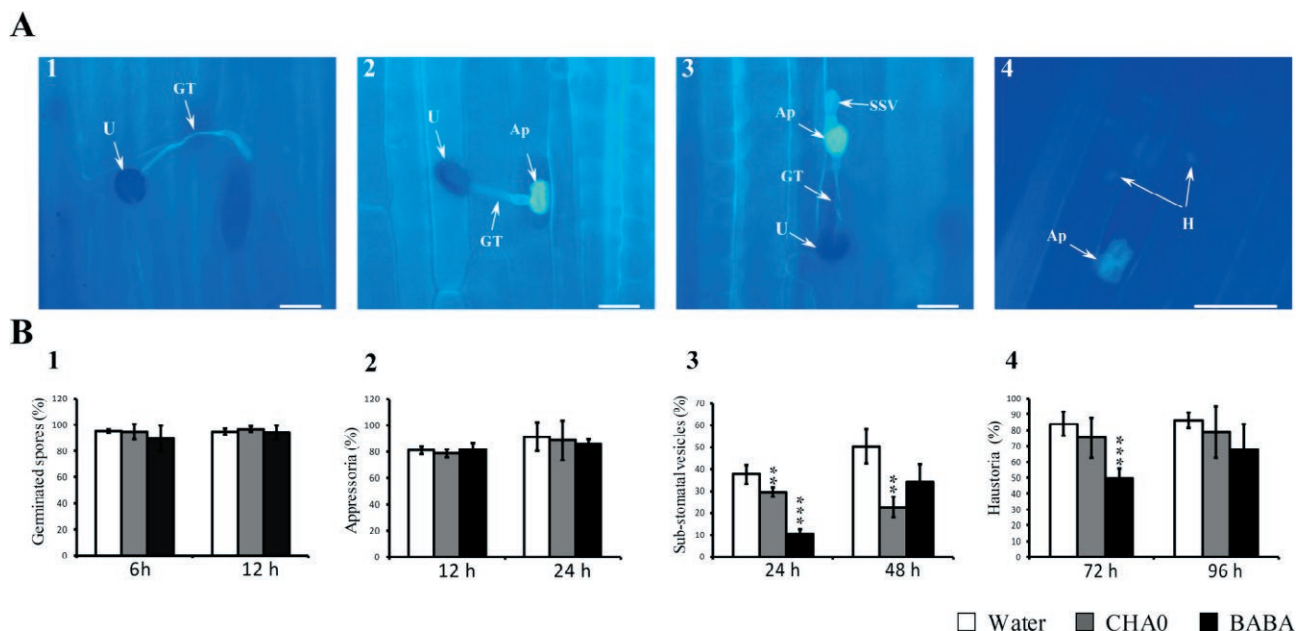 A
1
GT
U
2
U
Ap
GT
3
SSV
Ap
GT
U
4
Ap
H
B
1
Germinated spores (%)
120
100
80
60
40
20
0
6h
12 h
2
Appressoria (%)
120
100
80
60
40
20
0
12 h
24 h
3
Sub-stomatal vesicles (%)
70
60
50
40
30
20
10
0
**
***
**
24 h
48 h
4
Haustoria (%)
100
90
80
70
60
50
40
30
20
10
0
***
72 h
96 h
Water CHA0 BABA